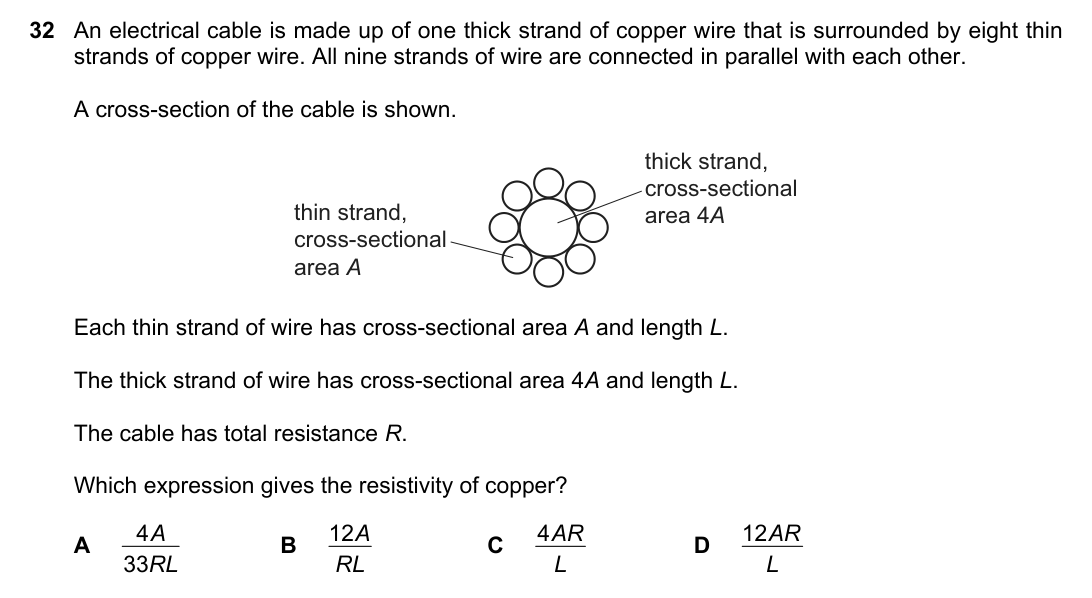 32 An electrical cable is made up of one thick strand of copper wire that is surrounded by eight thin
strands of copper wire. All nine strands of wire are connected in parallel with each other.
A cross-section of the cable is shown.
thick strand,
cross-sectional
area 4A
thin strand,
cross-sectional
area A
Each thin strand of wire has cross-sectional area A and length L.
The thick strand of wire has cross-sectional area 4A and length L.
The cable has total resistance R.
Which expression gives the resistivity of copper?
A 4A/33RL B 12A/RL C 4AR/L D 12AR/L